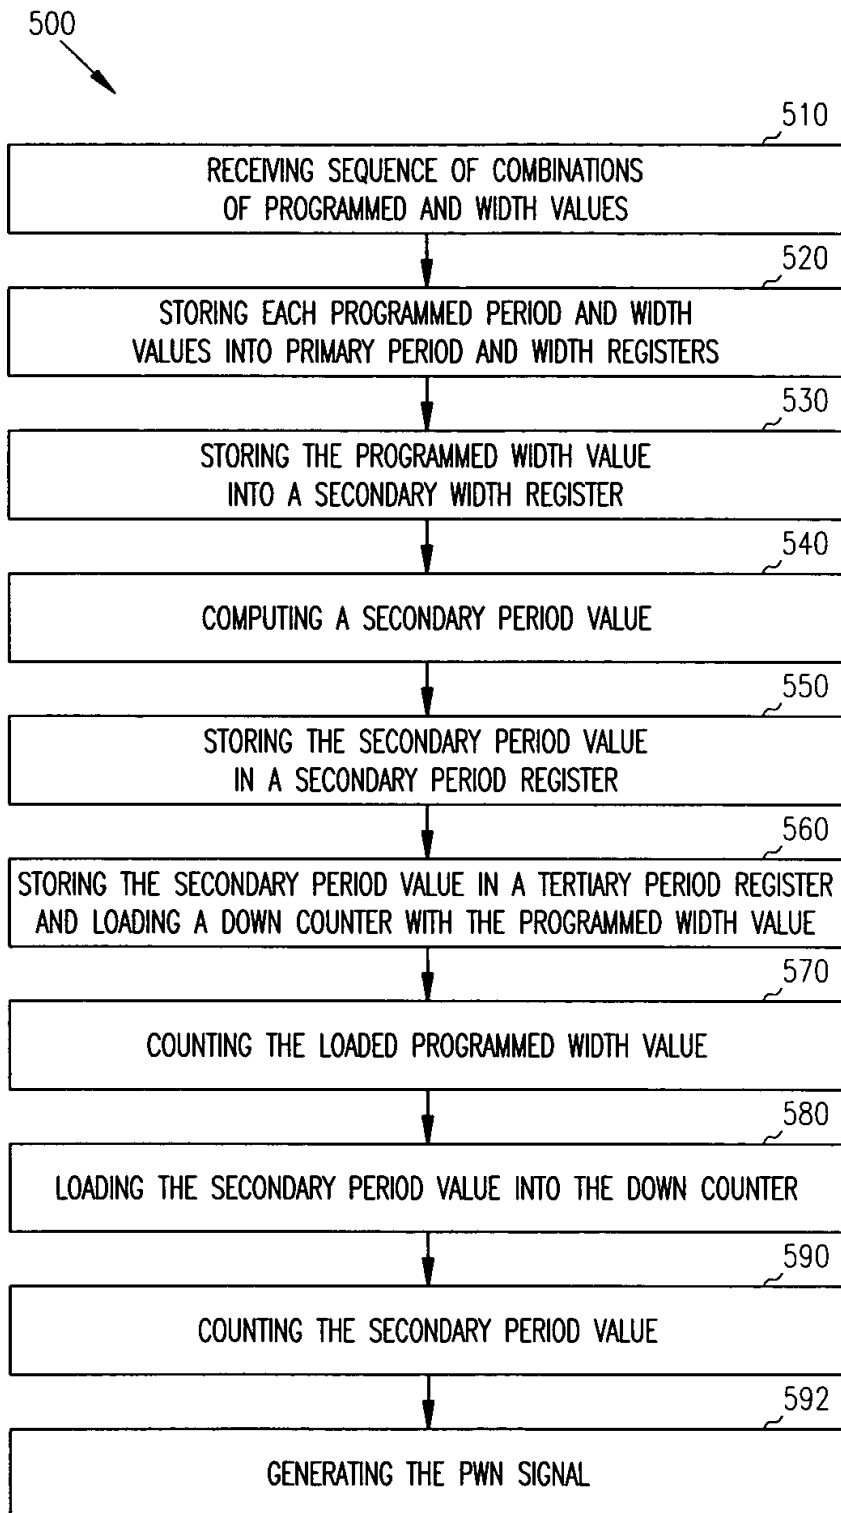 500
510
RECEIVING SEQUENCE OF COMBINATIONS
OF PROGRAMMED AND WIDTH VALUES
520
STORING EACH PROGRAMMED PERIOD AND WIDTH
VALUES INTO PRIMARY PERIOD AND WIDTH REGISTERS
530
STORING THE PROGRAMMED WIDTH VALUE
INTO A SECONDARY WIDTH REGISTER
540
COMPUTING A SECONDARY PERIOD VALUE
550
STORING THE SECONDARY PERIOD VALUE
IN A SECONDARY PERIOD REGISTER
560
STORING THE SECONDARY PERIOD VALUE IN A TERTIARY PERIOD REGISTER
AND LOADING A DOWN COUNTER WITH THE PROGRAMMED WIDTH VALUE
570
COUNTING THE LOADED PROGRAMMED WIDTH VALUE
580
LOADING THE SECONDARY PERIOD VALUE INTO THE DOWN COUNTER
590
COUNTING THE SECONDARY PERIOD VALUE
592
GENERATING THE PWN SIGNAL